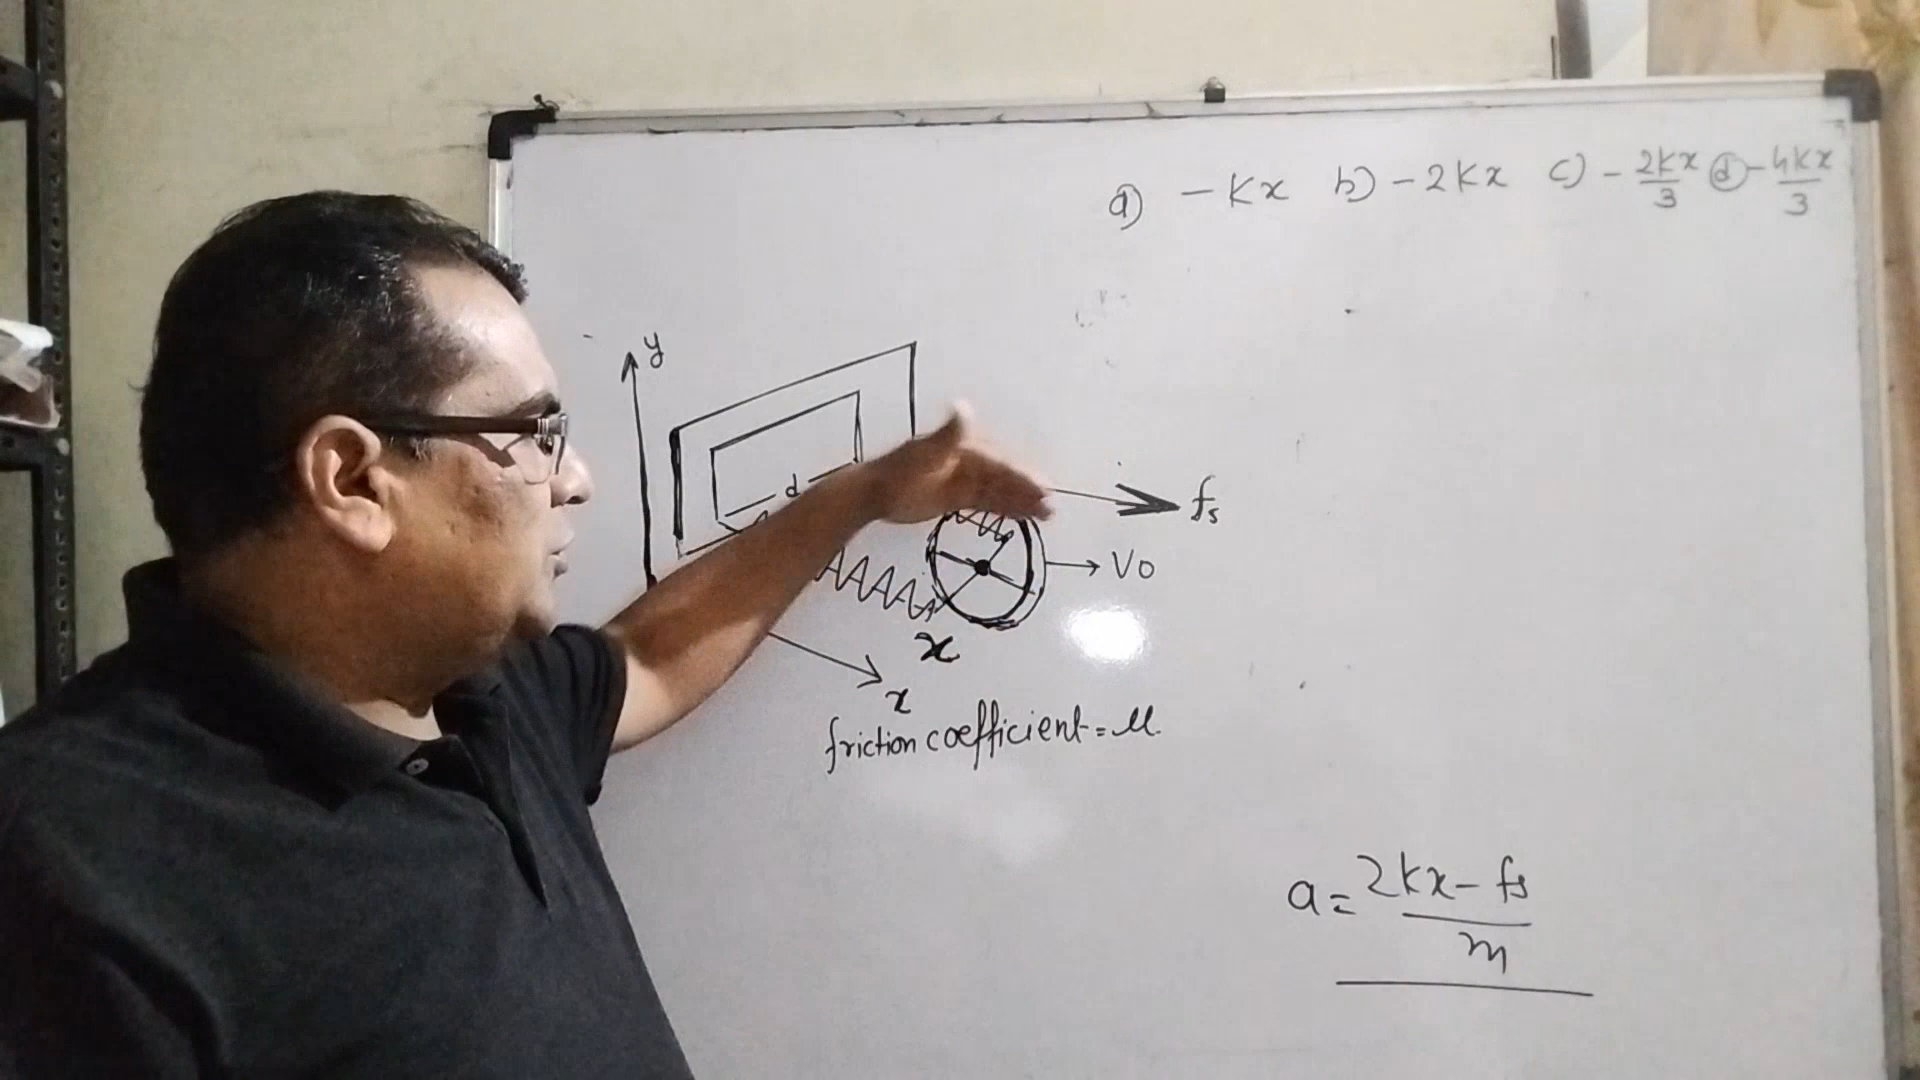 a) -Kx b) -2Kx c) -2Kx/3 d) -4Kx/3
y
d
fs
Vo
x
x
friction coefficient = μ.
a = 2kx - fs / m